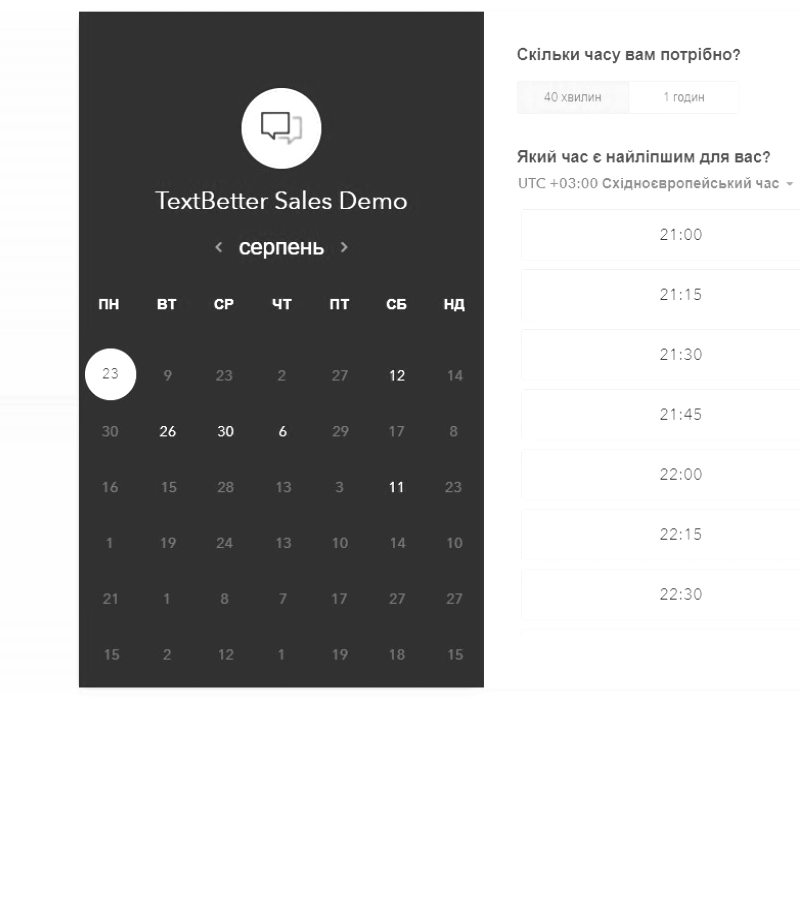 TextBetter Sales Demo
серпень
ПН ВТ СР ЧТ ПТ СБ НД
23 9 23 2 27 12 14
30 26 30 6 29 17 8
16 15 28 13 3 11 23
1 19 24 13 10 14 10
21 1 8 7 17 27 27
15 2 12 1 19 18 15
Скільки часу вам потрібно?
40 хвилин 1 годин
Який час є найліпшим для вас?
UTC +03:00 Східноєвропейський час
21:00
21:15
21:30
21:45
22:00
22:15
22:30